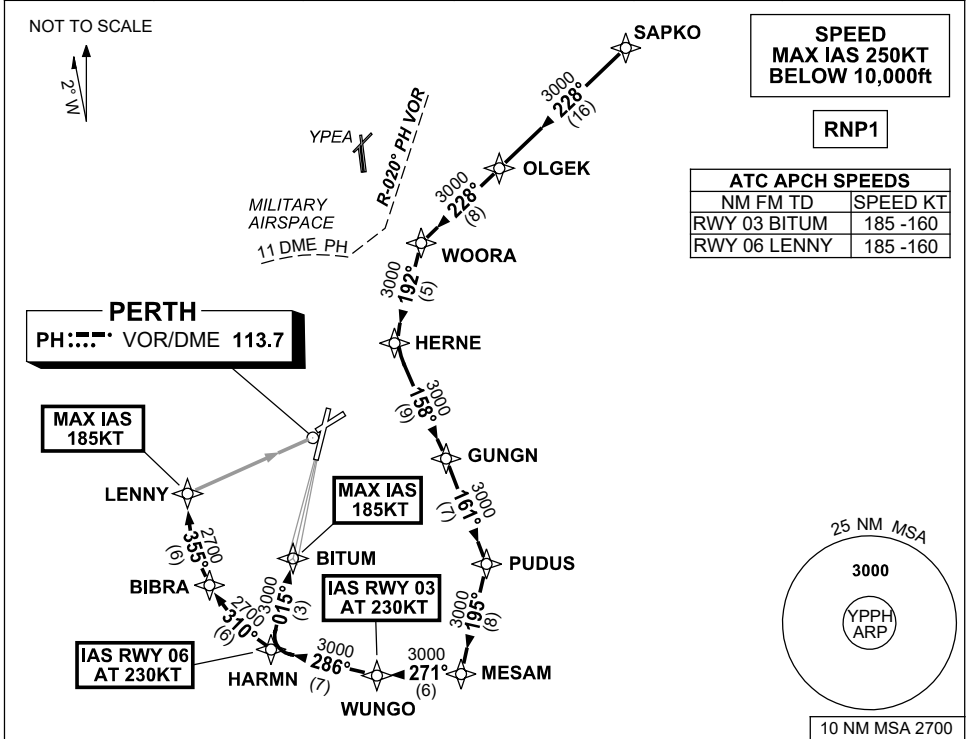 NOT TO SCALE
2° W
SAPKO
SPEED
MAX IAS 250KT
BELOW 10,000ft
RNP1
ATC APCH SPEEDS
NM FM TD SPEED KT
RWY 03 BITUM 185 -160
RWY 06 LENNY 185 -160
3000
228°
(16)
YPEA
R-020° PH VOR
OLGEK
MILITARY
AIRSPACE
11 DME PH
3000
228°
(8)
WOORA
3000
192°
(5)
PERTH
PH VOR/DME 113.7
HERNE
3000
158°
(9)
MAX IAS
185KT
GUNGN
LENNY
MAX IAS
185KT
3000
161°
(7)
2700
355°
(6)
BITUM
PUDUS
BIBRA
3000
015°
(3)
IAS RWY 03
AT 230KT
3000
195°
(8)
2700
310°
(6)
IAS RWY 06
AT 230KT
HARMN
3000
286°
(7)
WUNGO
3000
271°
(6)
MESAM
25 NM MSA
3000
YPPH
ARP
10 NM MSA 2700